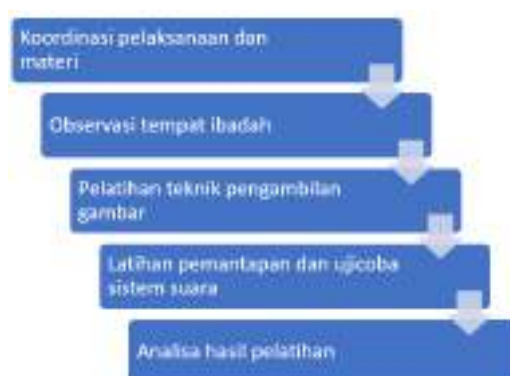 Koordinasi pelaksanaan dan
materi
Observasi tempat ibadah
Pelatihan teknik pengambilan
gambar
Latihan pemantapan dan ujicoba
sistem suara
Analisa hasil pelatihan